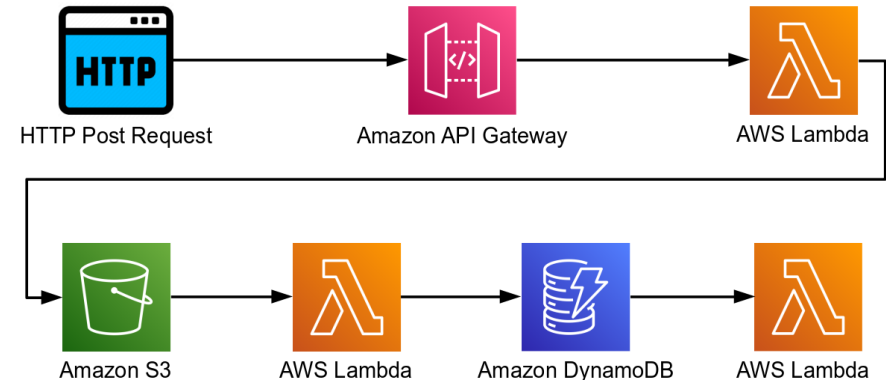 HTTP
</>
HTTP Post Request
Amazon API Gateway
AWS Lambda
Amazon S3
AWS Lambda
Amazon DynamoDB
AWS Lambda